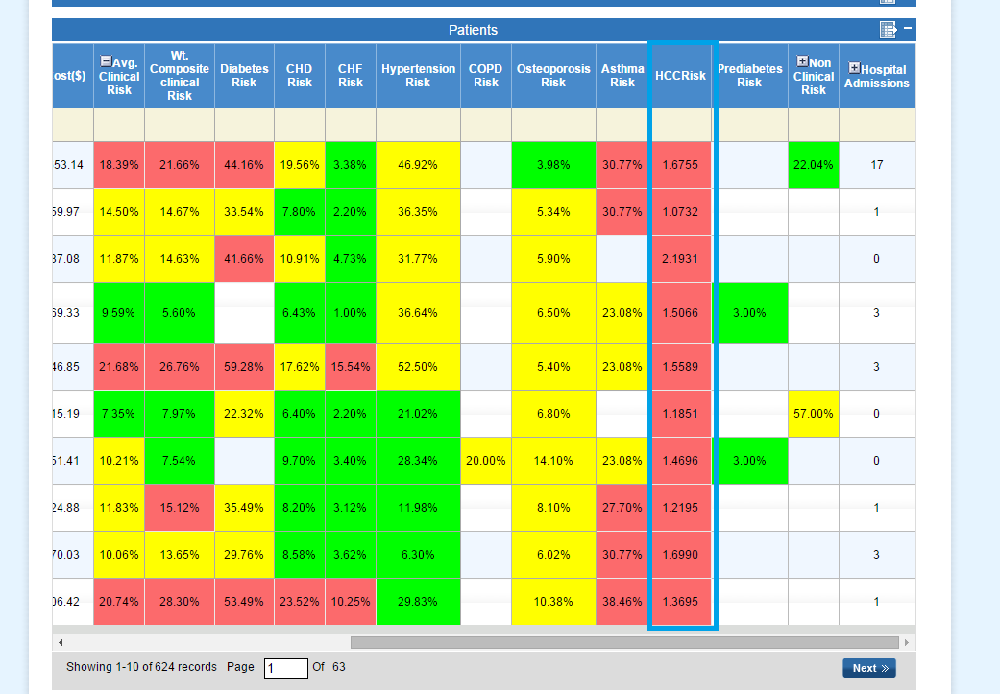 Patients
ost($) Avg. Clinical Risk Wt. Composite clinical Risk Diabetes Risk CHD Risk CHF Risk Hypertension Risk COPD Risk Osteoporosis Risk Asthma Risk HCCRisk Prediabetes Risk Non Clinical Risk Hospital Admissions
53.14 18.39% 21.66% 44.16% 19.56% 3.38% 46.92% 3.98% 30.77% 1.6755 22.04% 17
59.97 14.50% 14.67% 33.54% 7.80% 2.20% 36.35% 5.34% 30.77% 1.0732 1
37.08 11.87% 14.63% 41.66% 10.91% 4.73% 31.77% 5.90% 2.1931 0
69.33 9.59% 5.60% 6.43% 1.00% 36.64% 6.50% 23.08% 1.5066 3.00% 3
46.85 21.68% 26.76% 59.28% 17.62% 15.54% 52.50% 5.40% 23.08% 1.5589 3
15.19 7.35% 7.97% 22.32% 6.40% 2.20% 21.02% 6.80% 1.1851 57.00% 0
51.41 10.21% 7.54% 9.70% 3.40% 28.34% 20.00% 14.10% 23.08% 1.4696 3.00% 0
24.88 11.83% 15.12% 35.49% 8.20% 3.12% 11.98% 8.10% 27.70% 1.2195 1
70.03 10.06% 13.65% 29.76% 8.58% 3.62% 6.30% 6.02% 30.77% 1.6990 3
06.42 20.74% 28.30% 53.49% 23.52% 10.25% 29.83% 10.38% 38.46% 1.3695 1
Showing 1-10 of 624 records Page 1 Of 63 Next »